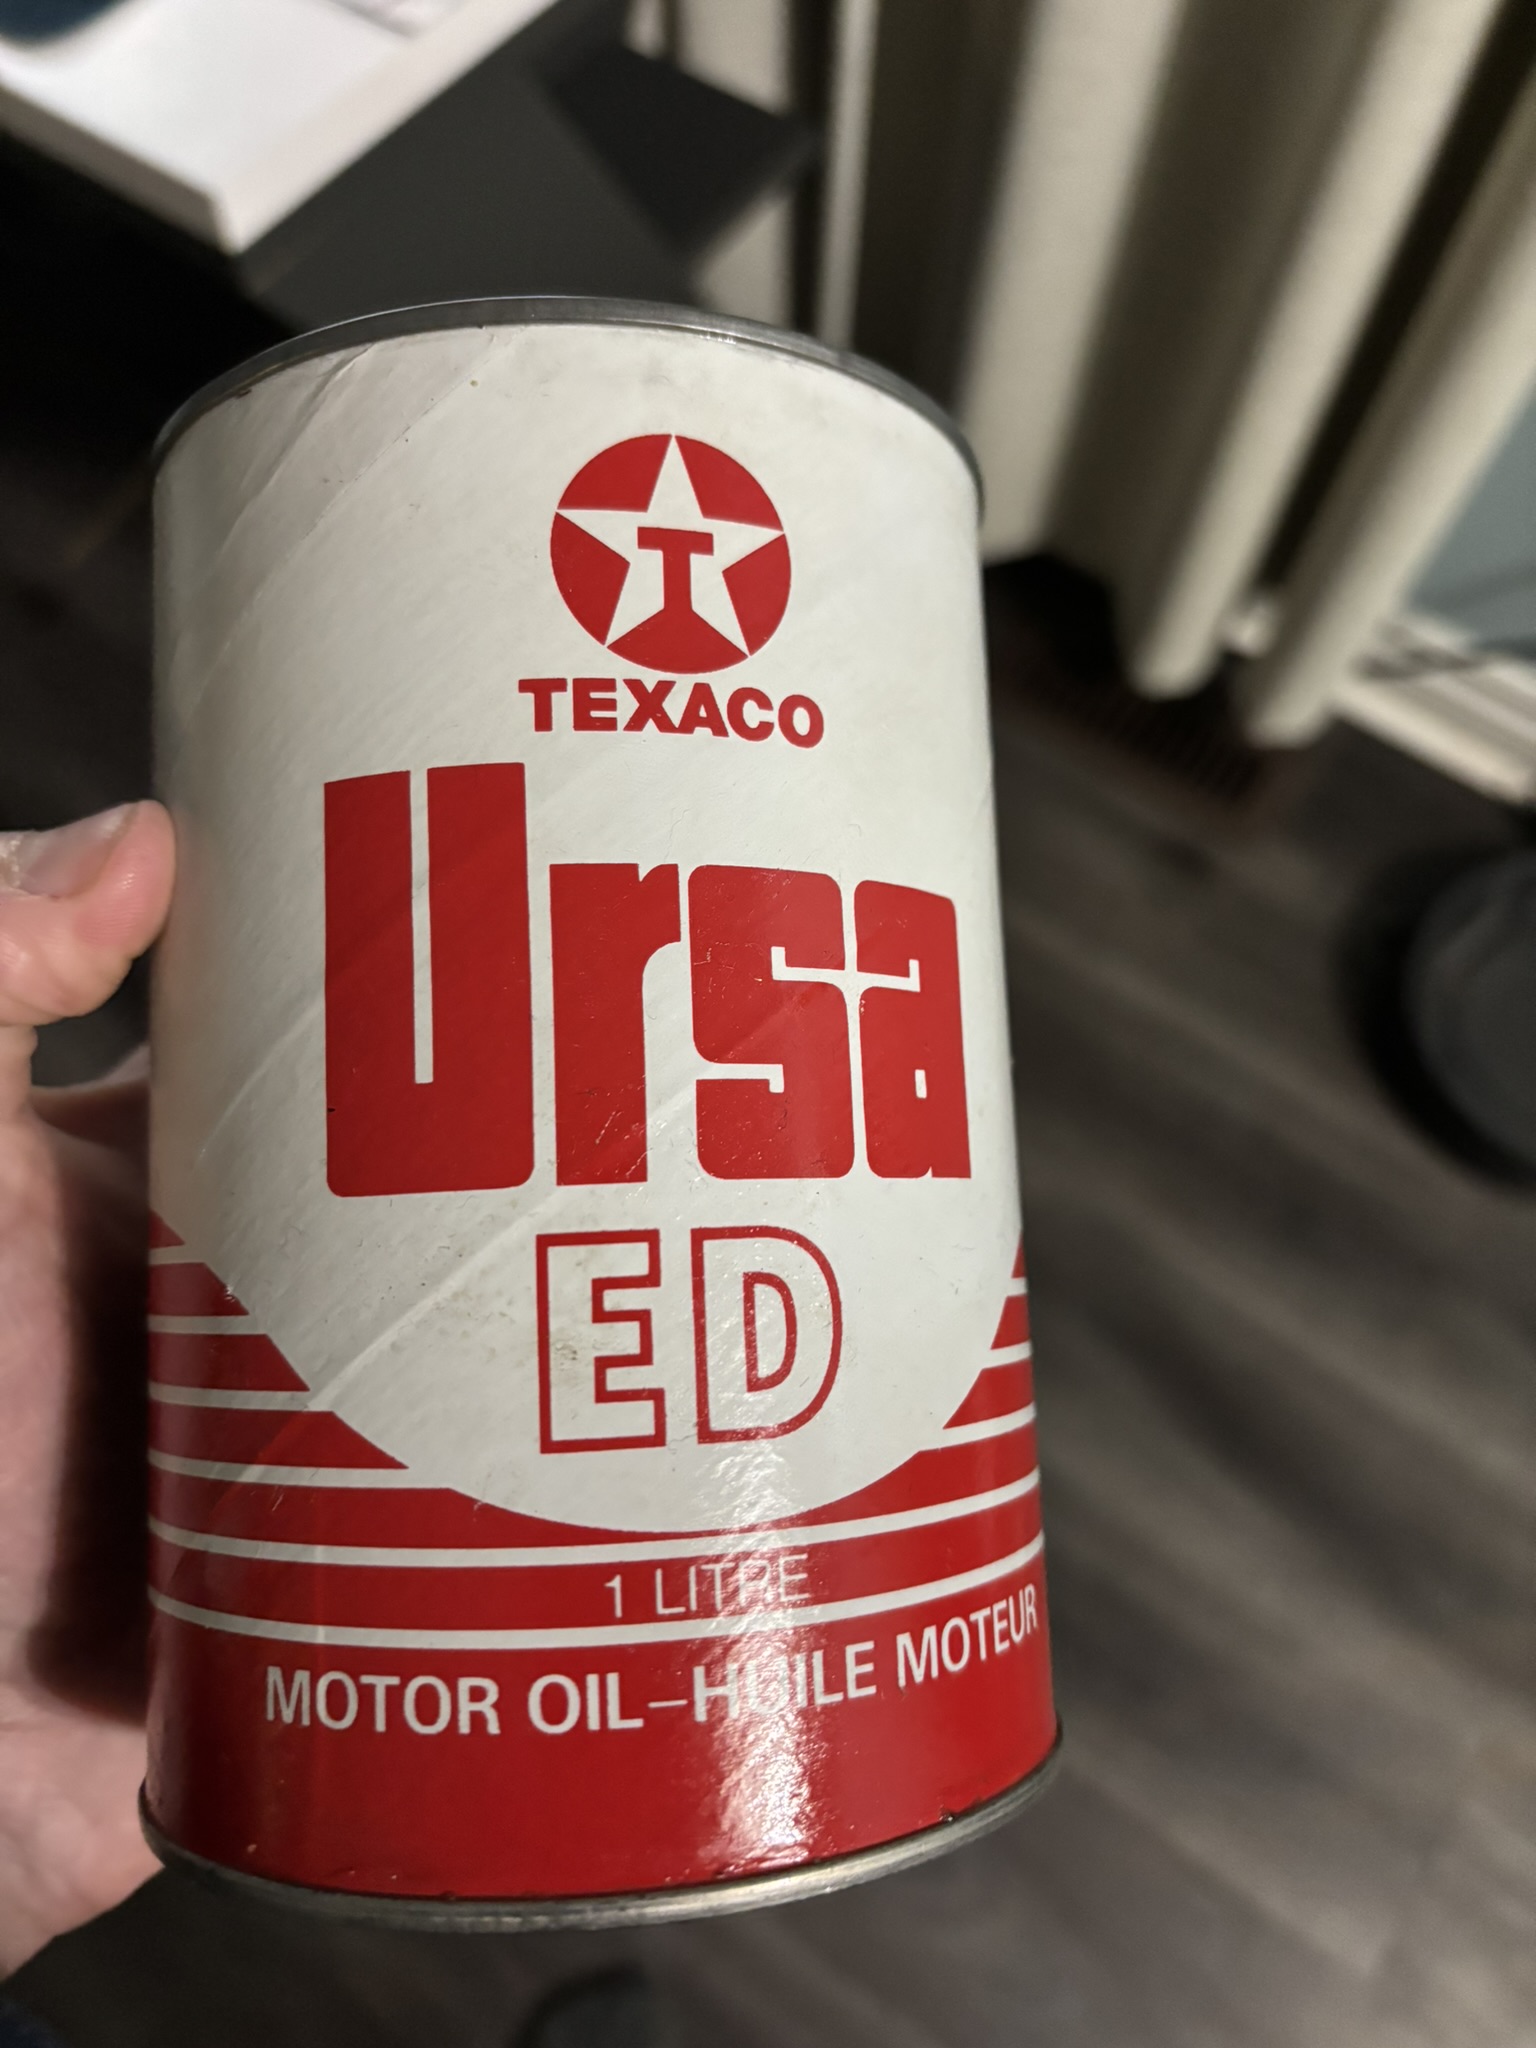 T
TEXACO
Ursa
ED
1 LITRE
MOTOR OIL–HUILE MOTEUR